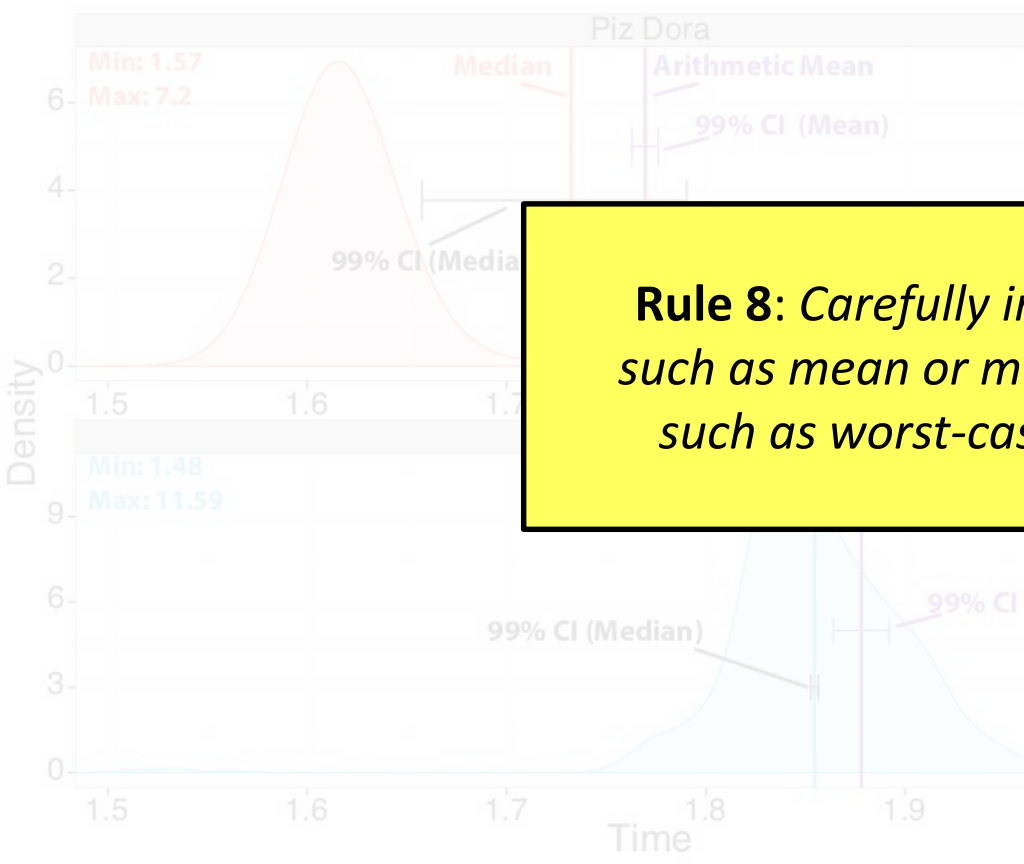 Piz Dora
Min: 1.57
Max: 7.2
Median
Arithmetic Mean
99% CI (Mean)
99% CI (Media
6
4
2
0
1.5 1.6 1.7
Density
Min: 1.48
Max: 11.59
Rule 8: Carefully
such as mean or
such as
99% CI
99% CI (Median)
9
6
3
0
1.5 1.6 1.7 1.8 1.9
Time